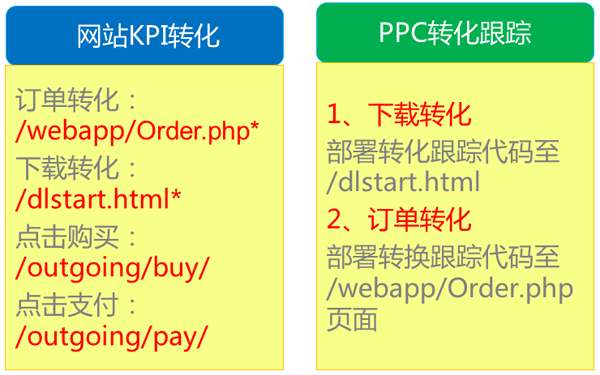 网站KPI转化
订单转化：
/webapp/Order.php*
下载转化：
/dlstart.html*
点击购买：
/outgoing/buy/
点击支付：
/outgoing/pay/
PPC转化跟踪
1、下载转化
部署转化跟踪代码至
/dlstart.html
2、订单转化
部署转换跟踪代码至
/webapp/Order.php
页面